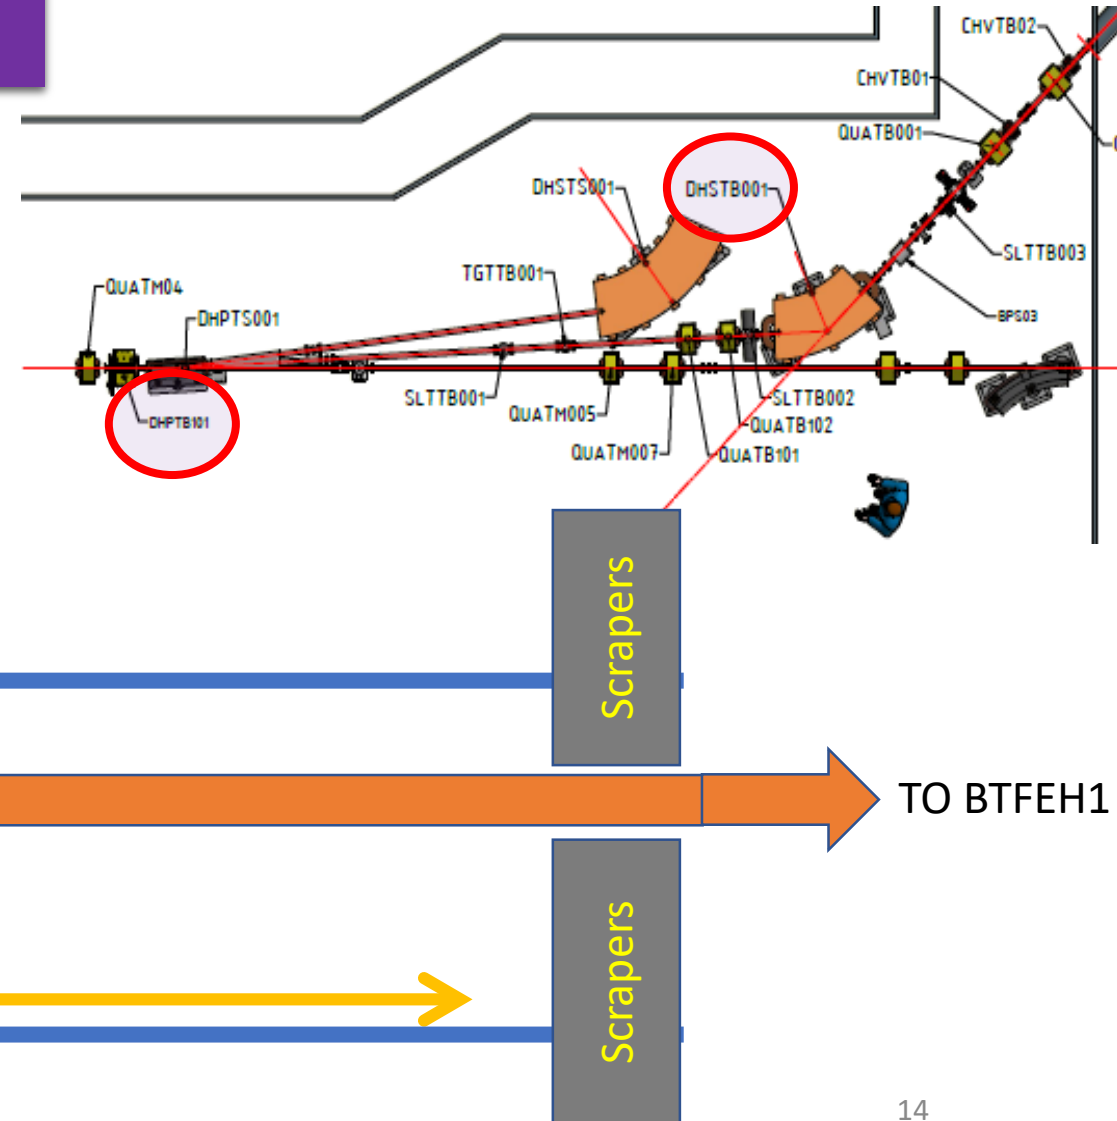 CHVTB02
CHVTB01
QUATB001
DHSTS001
DHSTB001
SLTTB003
TGTTB001
QUATM04
DHPTS001
BPS03
SLTTB001
SLTTB002
QUATM005
DHPTB101
QUATB102
QUATM007
QUATB101
Scrapers
TO BTFEH1
Scrapers
14